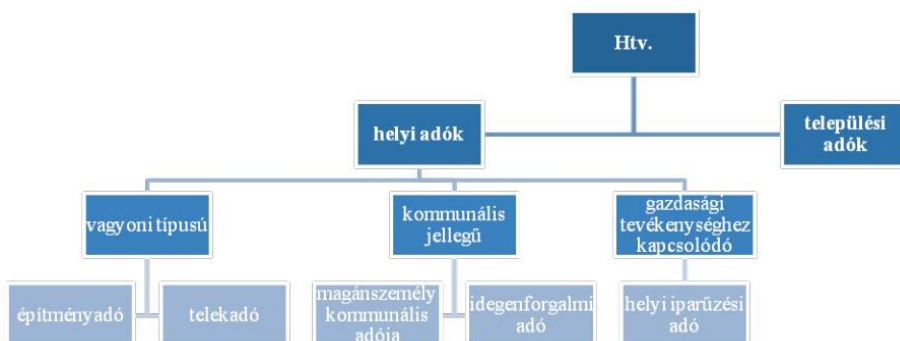 Htv.
helyi adók
települési
adók
vagyoni típusú
kommunális
jellegű
gazdasági
tevékenységhez
kapcsolódó
építményadó
telekadó
magánszemély
kommunális
adója
idegenforgalmi
adó
helyi iparűzési
adó